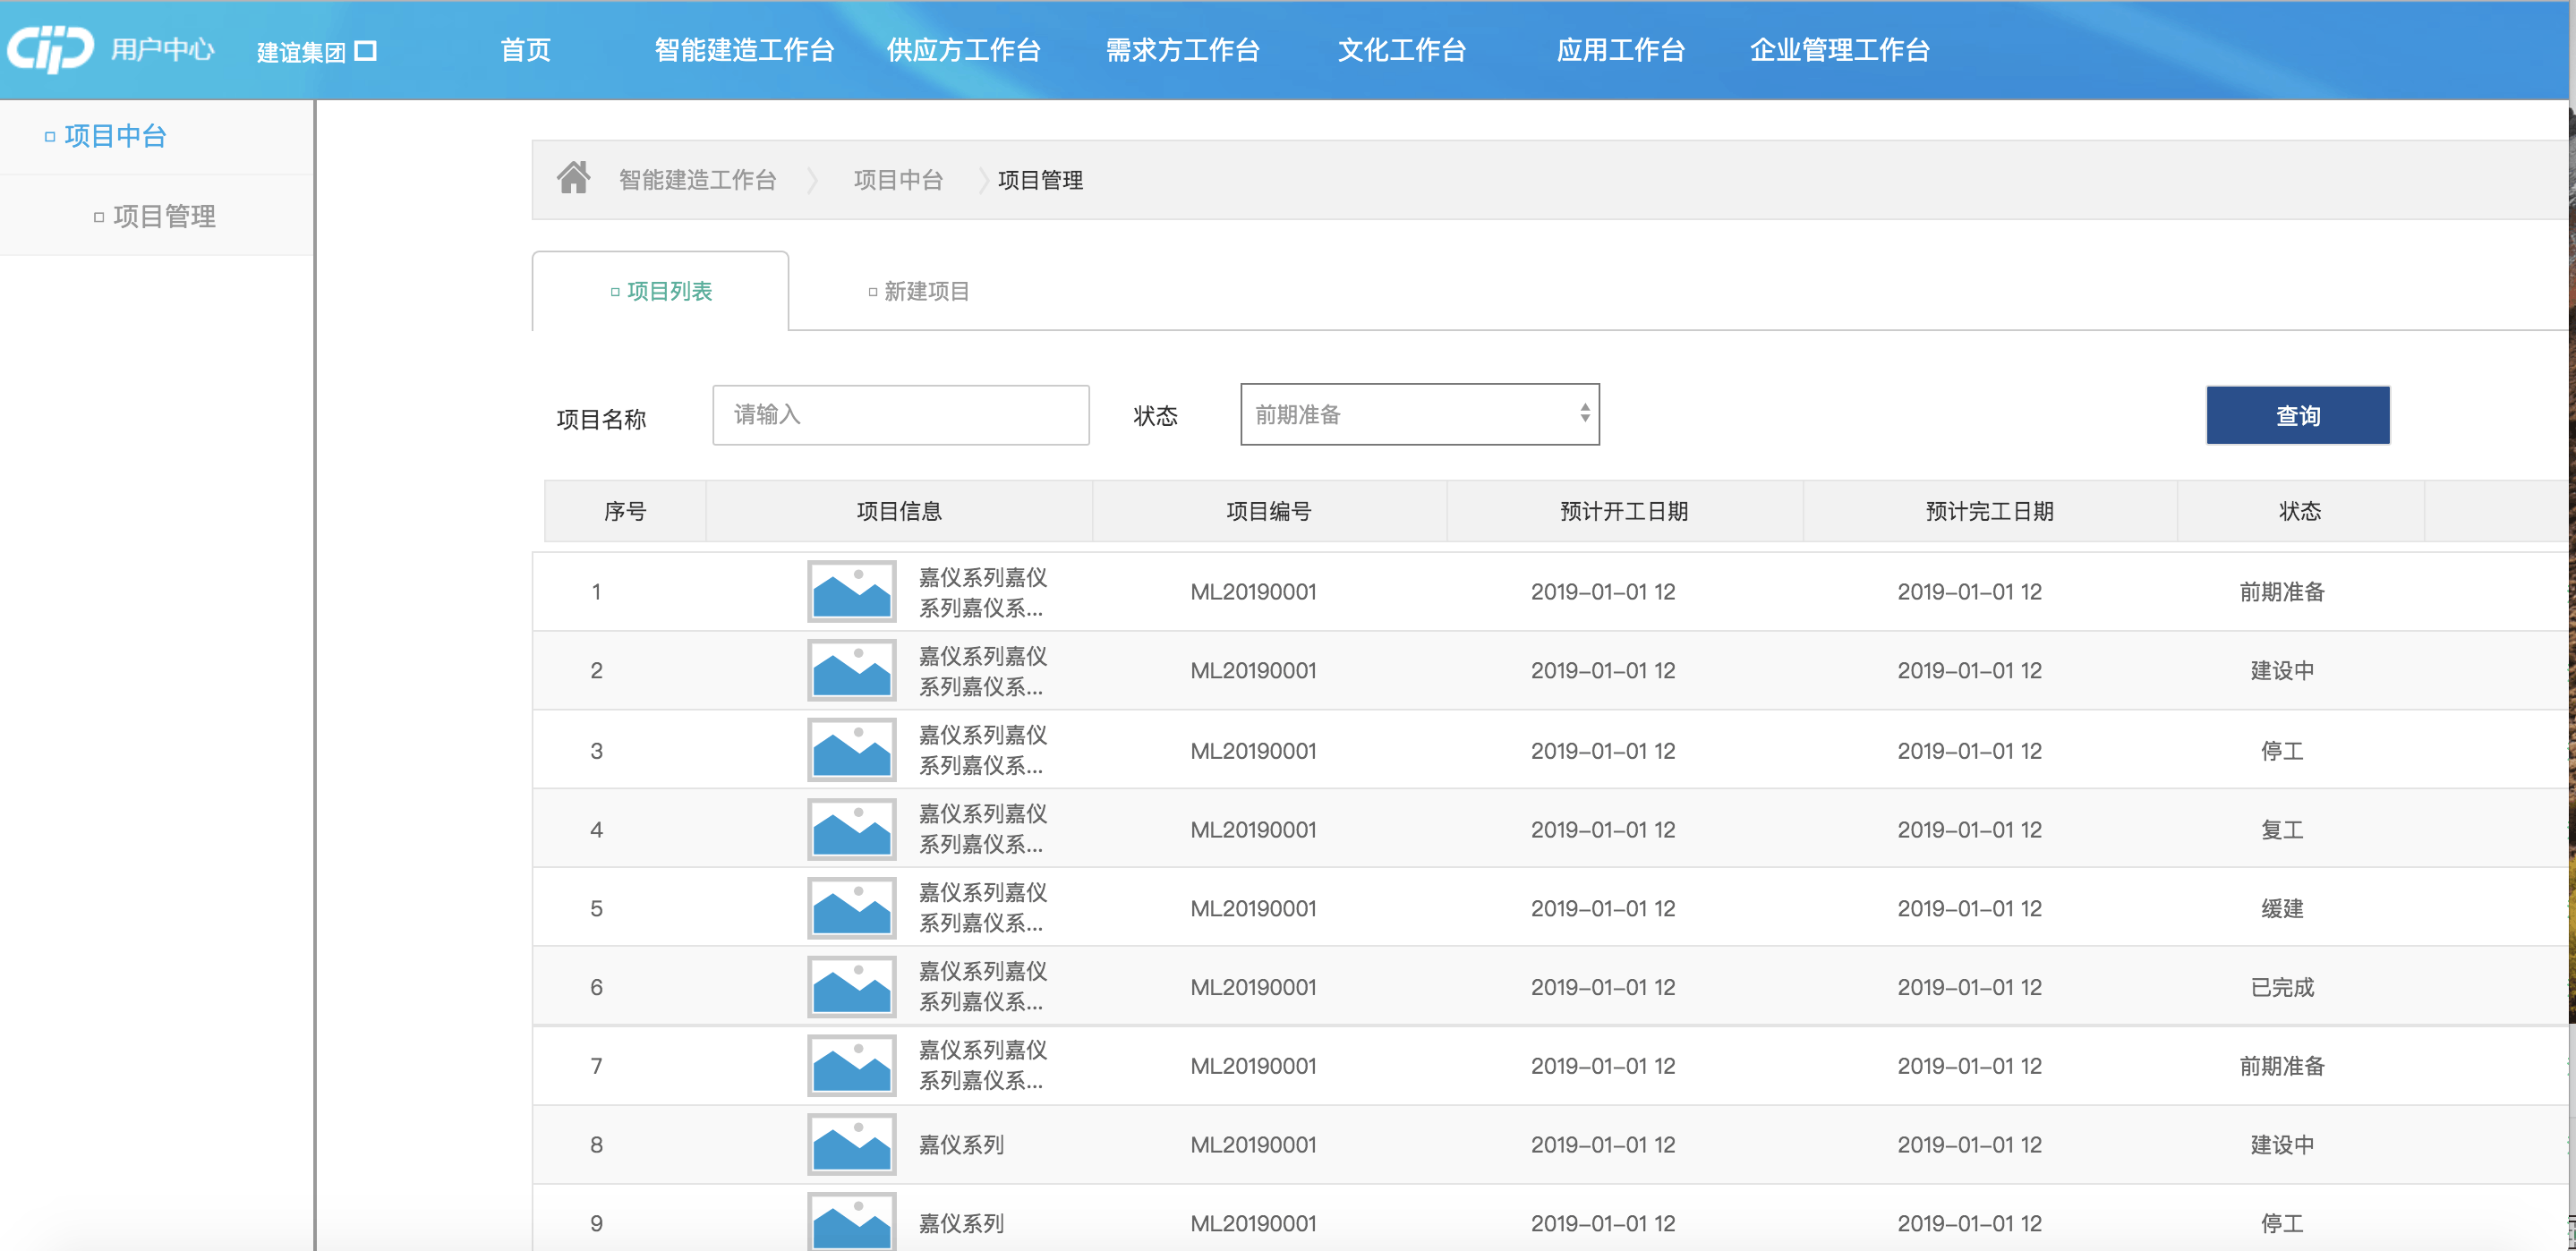 CIP 用户中心 建谊集团 首页 智能建造工作台 供应方工作台 需求方工作台 文化工作台 应用工作台 企业管理工作台
项目中台
项目管理
智能建造工作台 项目中台 项目管理
项目列表 新建项目
项目名称 请输入 状态 前期准备 查询
序号 项目信息 项目编号 预计开工日期 预计完工日期 状态
1 嘉仪系列嘉仪 ML20190001 2019-01-01 12 2019-01-01 12 前期准备
系列嘉仪系...
2 嘉仪系列嘉仪 ML20190001 2019-01-01 12 2019-01-01 12 建设中
系列嘉仪系...
3 嘉仪系列嘉仪 ML20190001 2019-01-01 12 2019-01-01 12 停工
系列嘉仪系...
4 嘉仪系列嘉仪 ML20190001 2019-01-01 12 2019-01-01 12 复工
系列嘉仪系...
5 嘉仪系列嘉仪 ML20190001 2019-01-01 12 2019-01-01 12 缓建
系列嘉仪系...
6 嘉仪系列嘉仪 ML20190001 2019-01-01 12 2019-01-01 12 已完成
系列嘉仪系...
7 嘉仪系列嘉仪 ML20190001 2019-01-01 12 2019-01-01 12 前期准备
系列嘉仪系...
8 嘉仪系列 ML20190001 2019-01-01 12 2019-01-01 12 建设中
9 嘉仪系列 ML20190001 2019-01-01 12 2019-01-01 12 停工